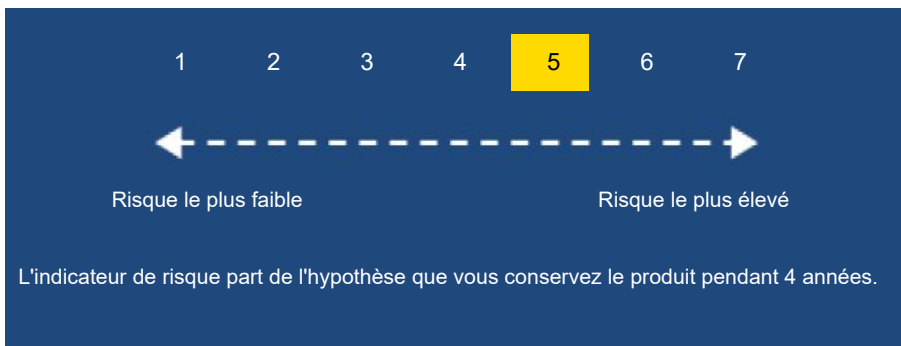 1 2 3 4 5 6 7
Risque le plus faible Risque le plus élevé
L'indicateur de risque part de l'hypothèse que vous conservez le produit pendant 4 années.